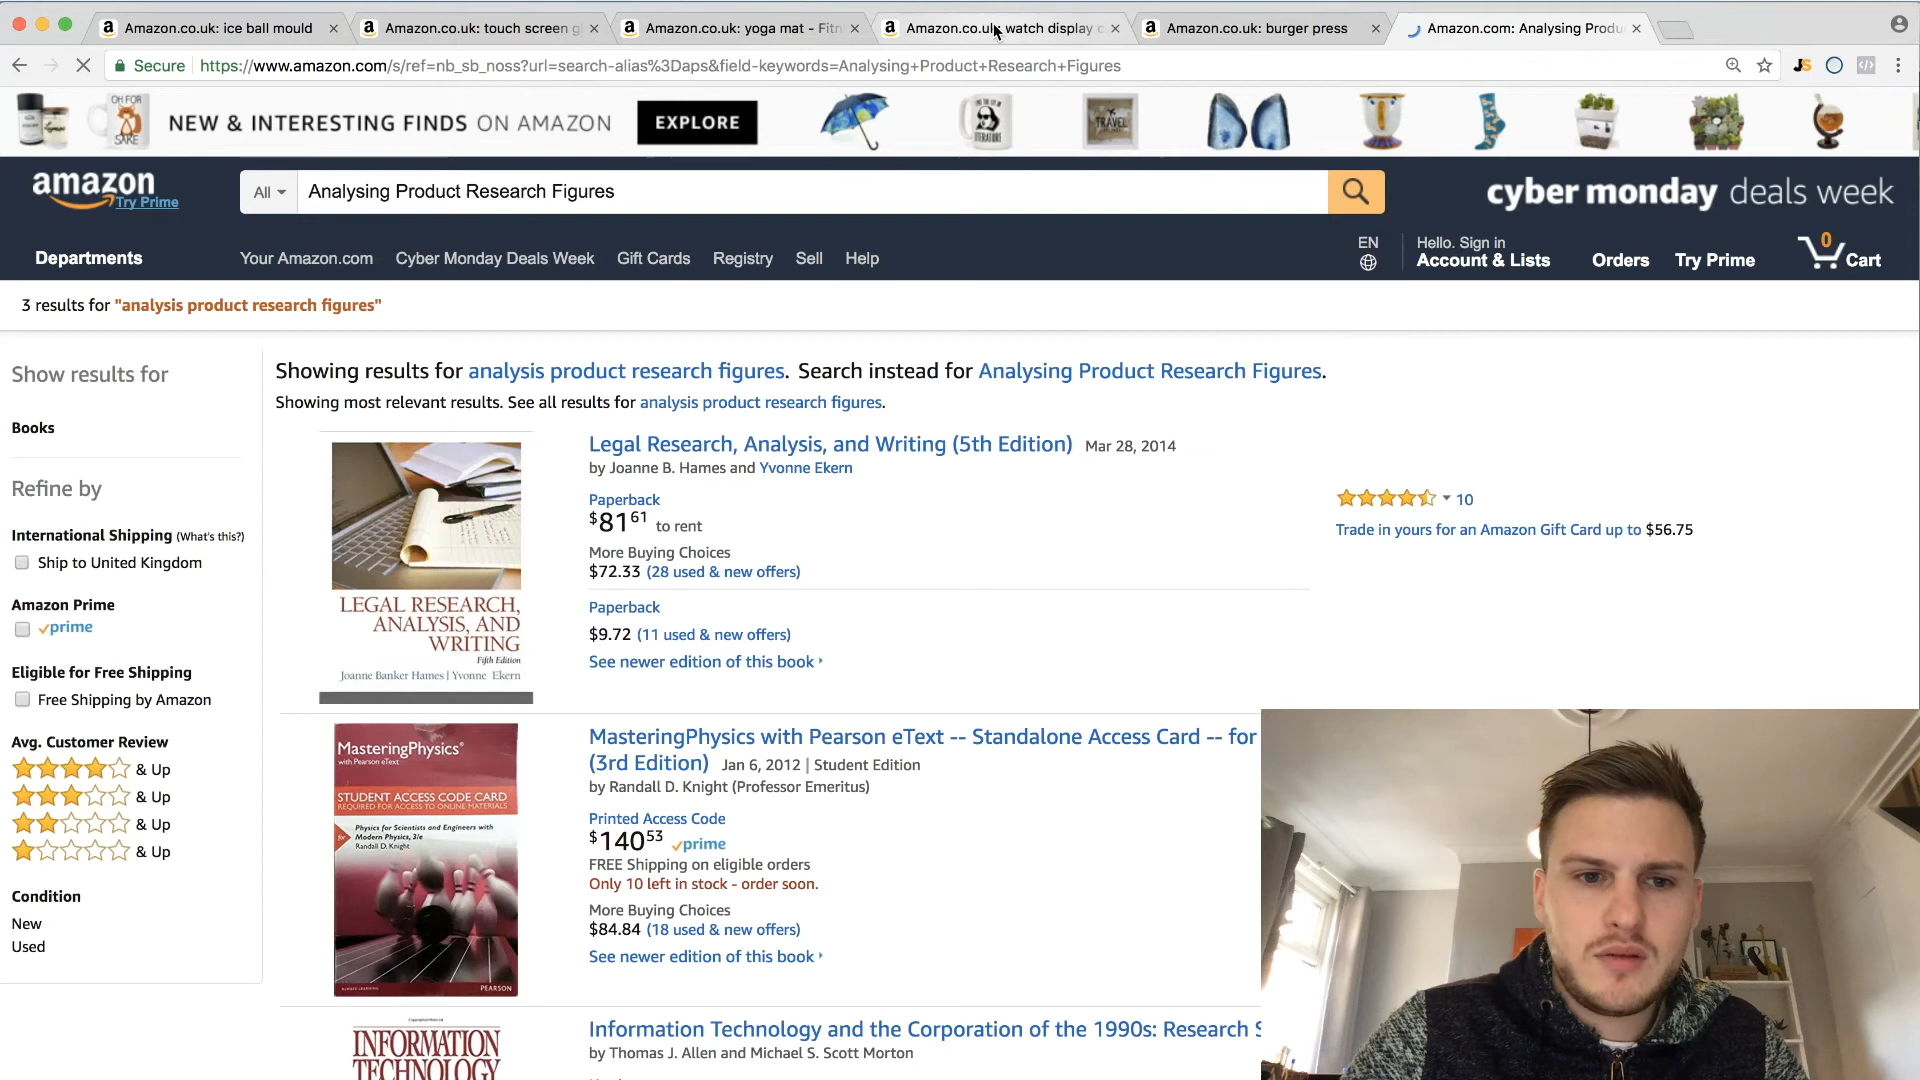 Amazon.co.uk: ice ball mould
Amazon.co.uk: touch screen gl
Amazon.co.uk: yoga mat - Fitn
Amazon.co.uk: watch display c
Amazon.co.uk: burger press
Amazon.com: Analysing Produ
Secure
https://www.amazon.com/s/ref=nb_sb_noss?url=search-alias%3Daps&field-keywords=Analysing+Product+Research+Figures
NEW & INTERESTING FINDS ON AMAZON
EXPLORE
TRAVEL
amazon
Try Prime
All
Analysing Product Research Figures
cyber monday deals week
Departments
Your Amazon.com
Cyber Monday Deals Week
Gift Cards
Registry
Sell
Help
EN
Hello. Sign in
Account & Lists
Orders
Try Prime
0
Cart
3 results for "analysis product research figures"
Show results for
Books
Refine by
International Shipping (What's this?)
Ship to United Kingdom
Amazon Prime
prime
Eligible for Free Shipping
Free Shipping by Amazon
Avg. Customer Review
& Up
& Up
& Up
& Up
Condition
New
Used
Showing results for analysis product research figures. Search instead for Analysing Product Research Figures.
Showing most relevant results. See all results for analysis product research figures.
LEGAL RESEARCH,
ANALYSIS, AND
WRITING
Fifth Edition
Joanne Banker Hames | Yvonne Ekern
Legal Research, Analysis, and Writing (5th Edition) Mar 28, 2014
by Joanne B. Hames and Yvonne Ekern
Paperback
$81 61 to rent
More Buying Choices
$72.33 (28 used & new offers)
Paperback
$9.72 (11 used & new offers)
See newer edition of this book
10
Trade in yours for an Amazon Gift Card up to $56.75
MasteringPhysics
with Pearson eText
STUDENT ACCESS CODE CARD
REQUIRED FOR ACCESS TO ONLINE MATERIALS
for
Physics for Scientists and Engineers with
Modern Physics, 3/e
Randall D. Knight
ALWAYS LEARNING
PEARSON
MasteringPhysics with Pearson eText -- Standalone Access Card -- for
(3rd Edition) Jan 6, 2012 | Student Edition
by Randall D. Knight (Professor Emeritus)
Printed Access Code
$140 53 prime
FREE Shipping on eligible orders
Only 10 left in stock - order soon.
More Buying Choices
$84.84 (18 used & new offers)
See newer edition of this book
INFORMATION
TECHNOLOGY
Information Technology and the Corporation of the 1990s: Research S
by Thomas J. Allen and Michael S. Scott Morton